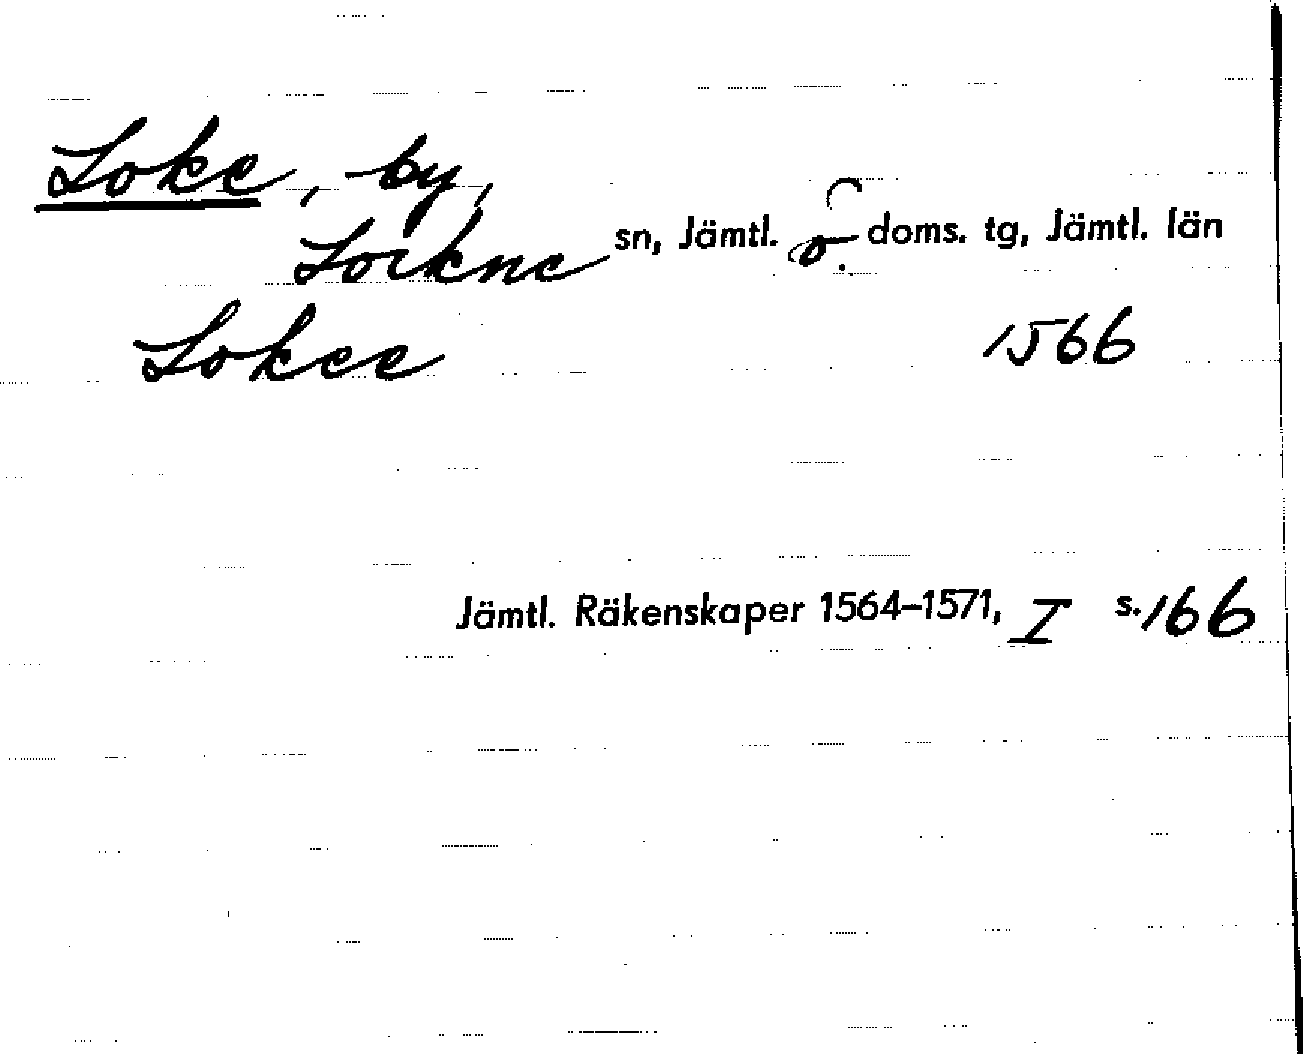 Loke, by,
Lockne sn, Jämtl. ö. doms. tg, Jämtl. län
Lokee 1566
Jämtl. Räkenskaper 1564–1571, I s. 166